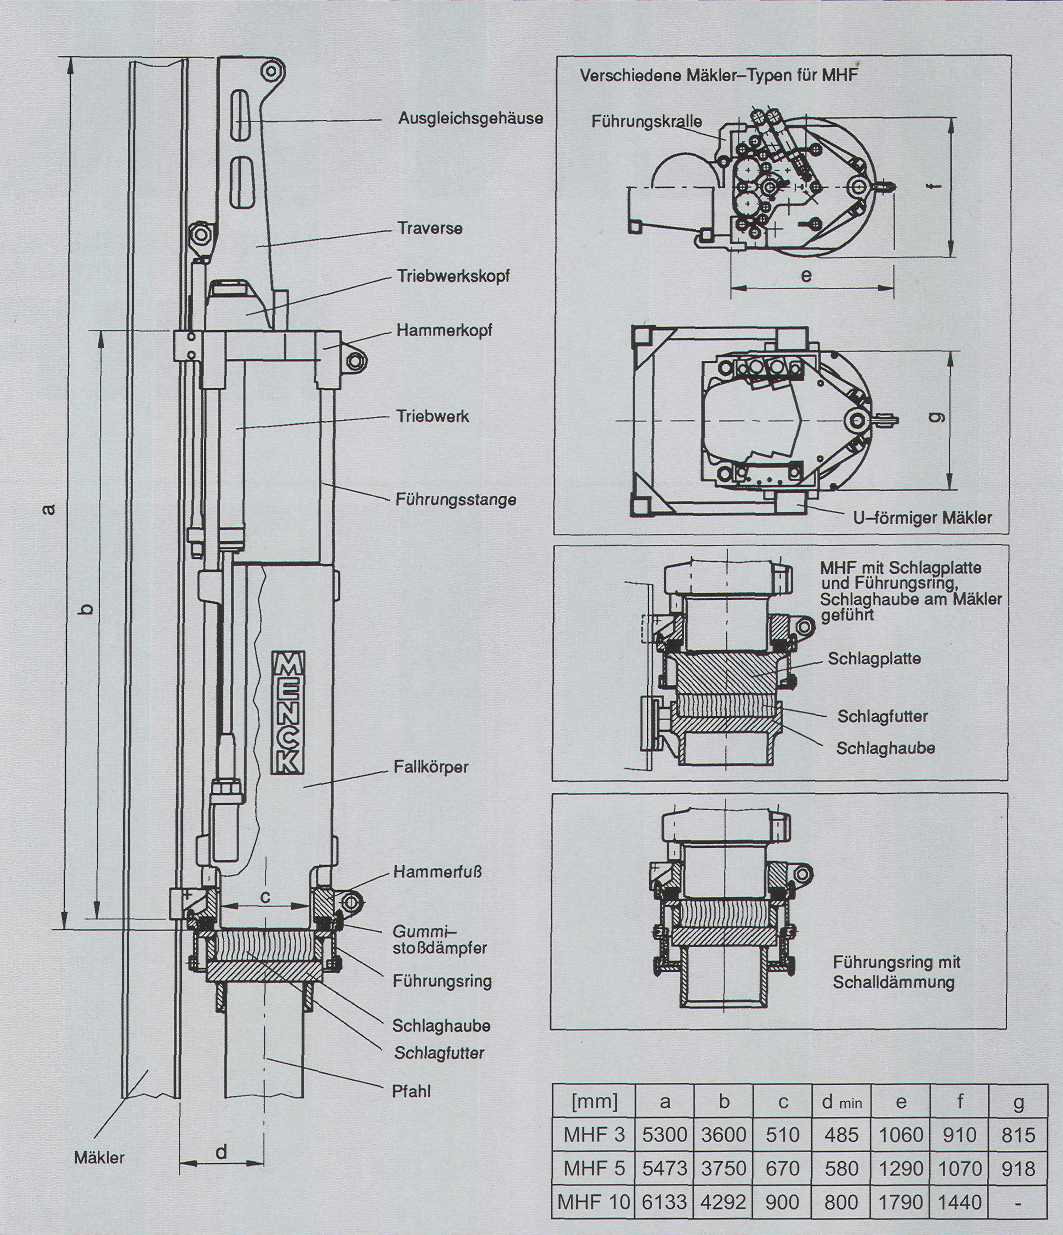 Ausgleichsgehäuse
Traverse
Triebwerkskopf
Hammerkopf
Triebwerk
Führungsstange
a
b
MENCK
Fallkörper
Hammerfuß
c
Gummi–
stoßdämpfer
Führungsring
Schlaghaube
Schlagfutter
Pfahl
Mäkler
d
Verschiedene Mäkler–Typen für MHF
Führungskralle
f
e
g
U–förmiger Mäkler
MHF mit Schlagplatte
und Führungsring,
Schlaghaube am Mäkler
geführt
Schlagplatte
Schlagfutter
Schlaghaube
Führungsring mit
Schalldämmung
[mm] a b c d min e f g
MHF 3 5300 3600 510 485 1060 910 815
MHF 5 5473 3750 670 580 1290 1070 918
MHF 10 6133 4292 900 800 1790 1440 -